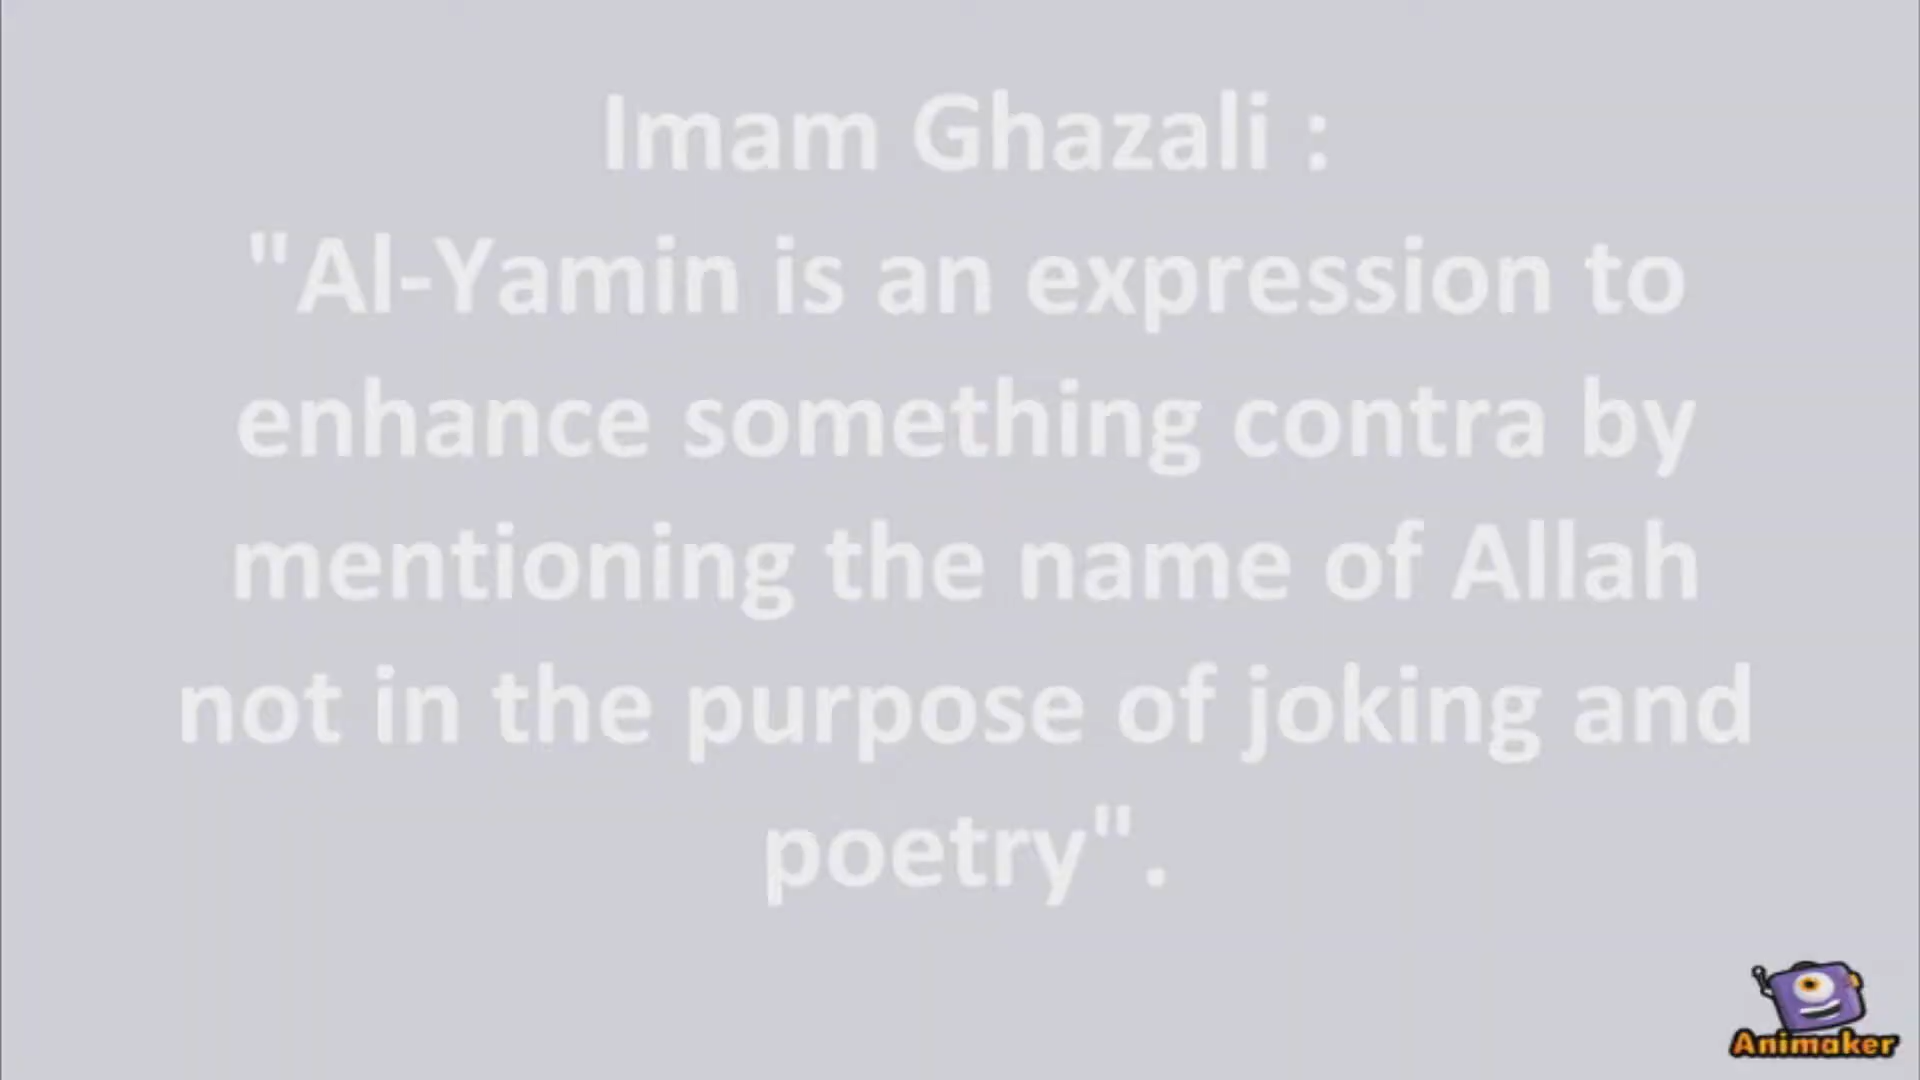 Imam Ghazali :
"Al-Yamin is an expression to
enhance something contra by
mentioning the name of Allah
not in the purpose of joking and
poetry".
Animaker